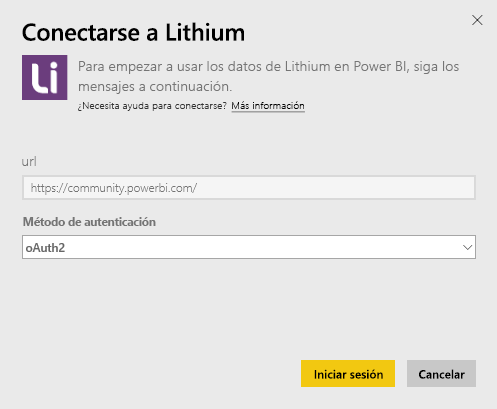 Conectarse a Lithium
Li
Para empezar a usar los datos de Lithium en Power BI, siga los
mensajes a continuación.
¿Necesita ayuda para conectarse? Más información
url
https://community.powerbi.com/
Método de autenticación
oAuth2
Iniciar sesión Cancelar